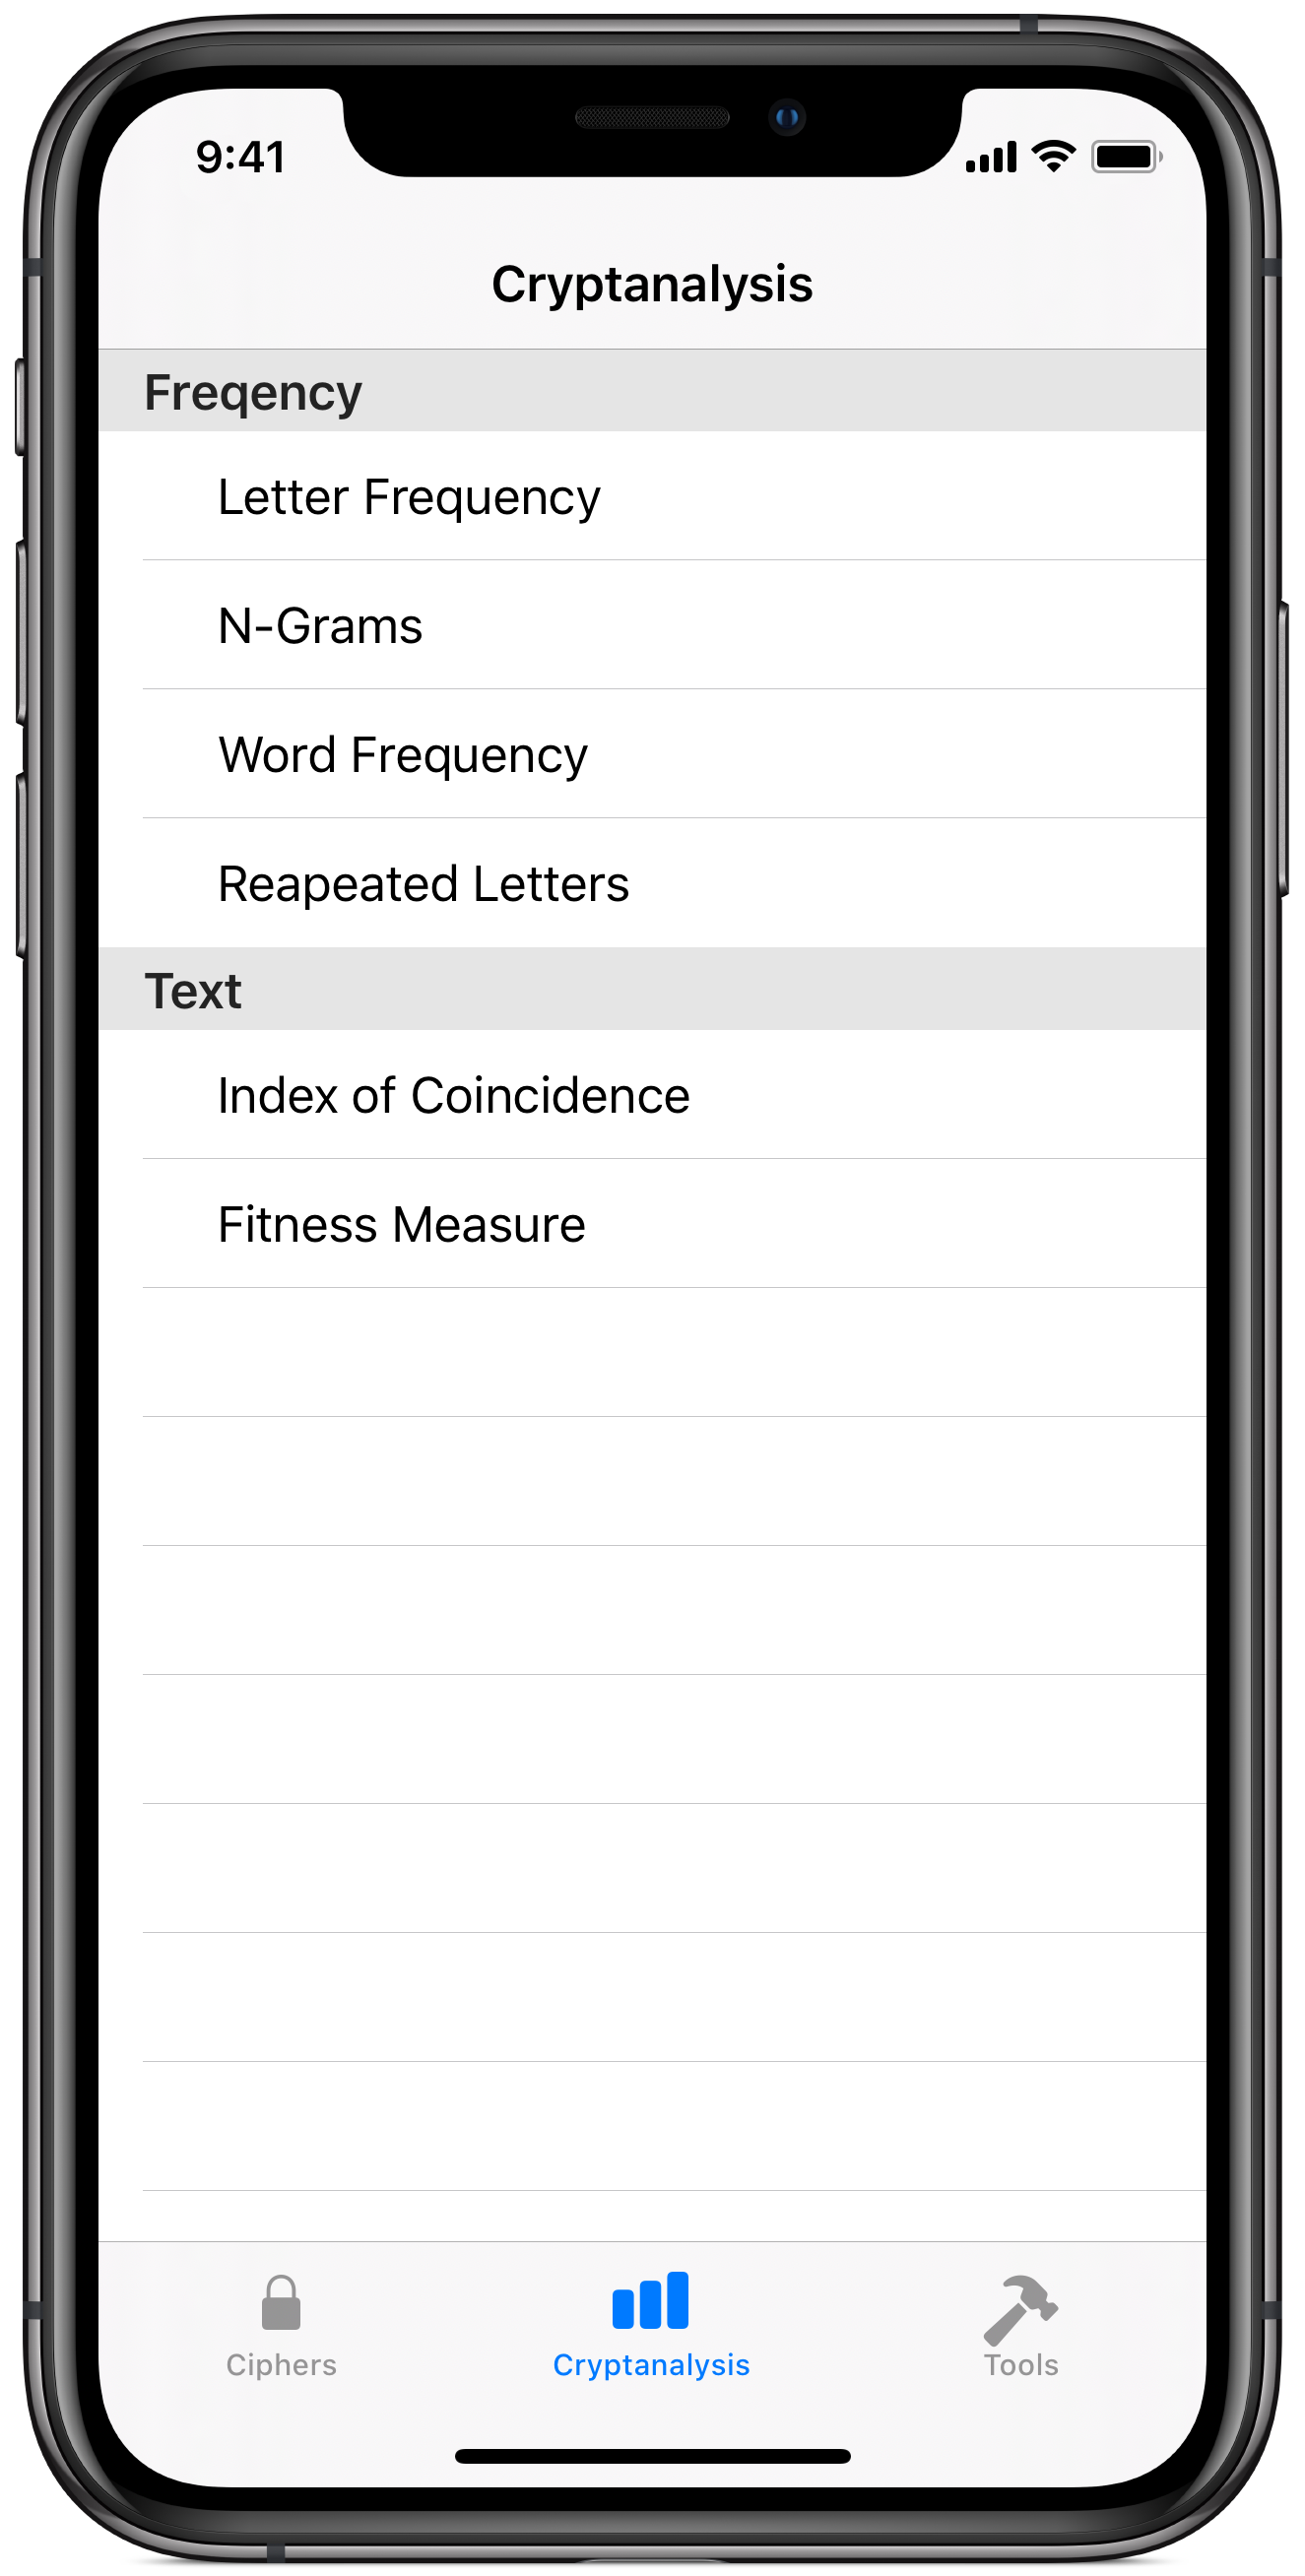 9:41
Cryptanalysis
Freqency
Letter Frequency
N-Grams
Word Frequency
Reapeated Letters
Text
Index of Coincidence
Fitness Measure
Ciphers
Cryptanalysis
Tools